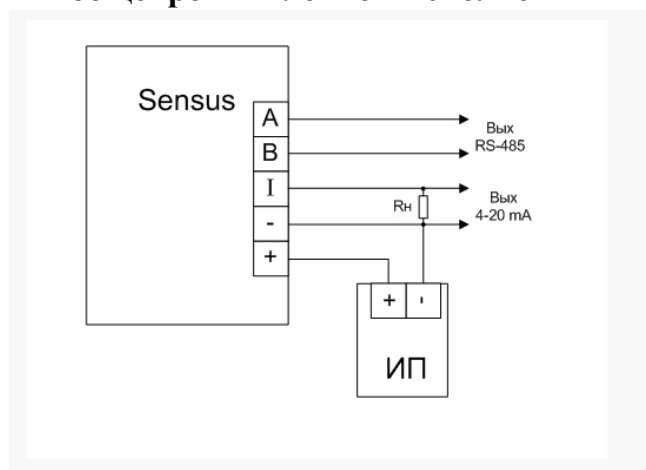 Sensus
A
B
I
-
+
Вых
RS-485
Rн
Вых
4-20 mA
+ -
ИП